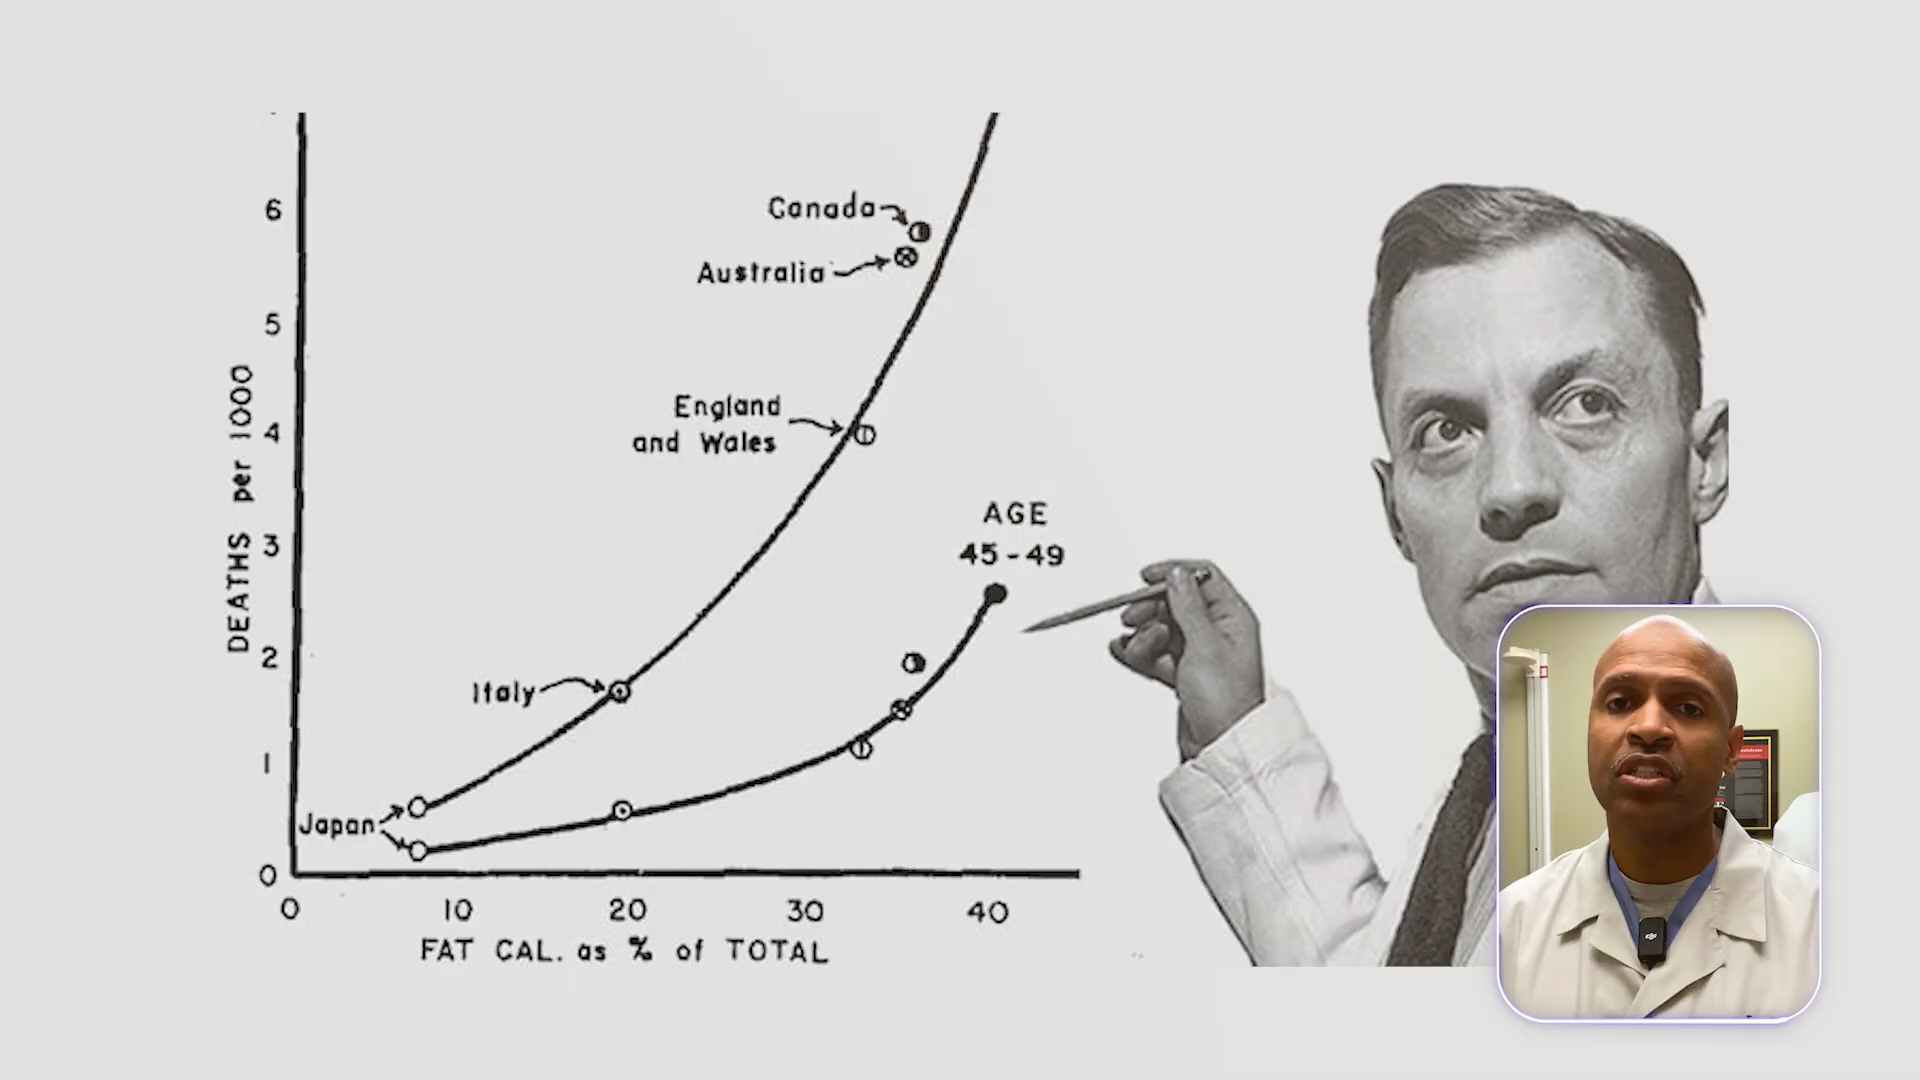 6
5
4
3
2
1
0
DEATHS per 1000
Canada
Australia
England
and Wales
AGE
45-49
Italy
Japan
0 10 20 30 40
FAT CAL. as % of TOTAL
dji